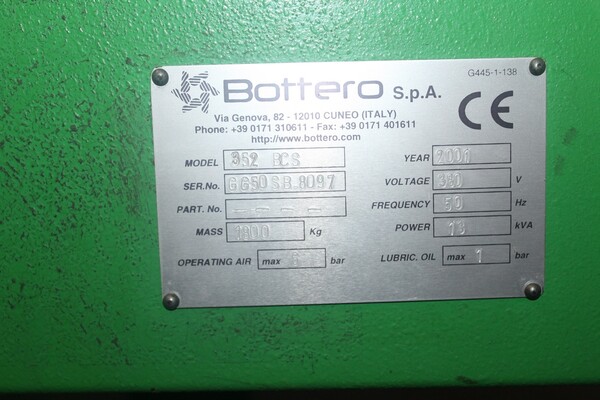 G445-1-138
Bottero S.p.A.
CE
Via Genova, 82 - 12010 CUNEO (ITALY)
Phone: +39 0171 310611 - Fax: +39 0171 401611
http://www.bottero.com
MODEL 352 BCS
YEAR
SER.No.
VOLTAGE 380 V
PART. No. - - - -
FREQUENCY 50 Hz
MASS Kg
POWER kVA
OPERATING AIR max bar
LUBRIC. OIL max 1 bar